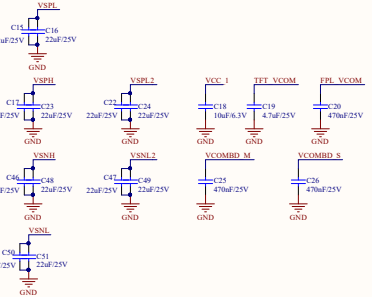 VSPL
C15 C16
uF/25V 22uF/25V
GND
VSPH VSPL2 VCC_1 TFT_VCOM FPL_VCOM
C17 C23 C22 C24 C18 C19 C20
F/25V 22uF/25V 22uF/25V 22uF/25V 10uF/6.3V 4.7uF/25V 470nF/25V
GND GND GND GND GND
VSNH VSNL2 VCOMBD_M VCOMBD_S
C46 C48 C47 C49 C25 C26
F/25V 22uF/25V 22uF/25V 22uF/25V 470nF/25V 470nF/25V
GND GND GND GND
VSNL
C50 C51
/25V 22uF/25V
GND